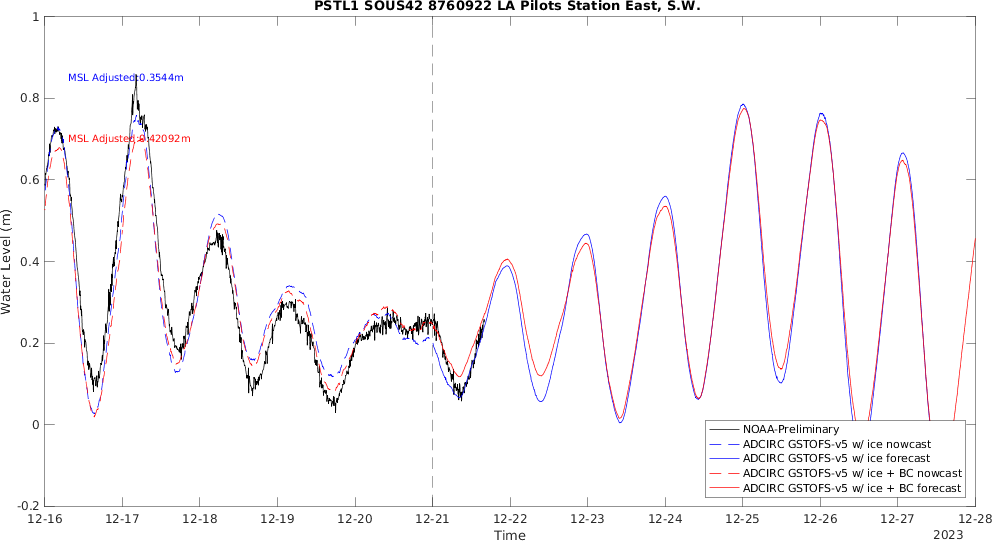 PSTL1 SOUS42 8760922 LA Pilots Station East, S.W.
1
0.8
0.6
0.4
0.2
0
-0.2
Water Level (m)
MSL Adjusted:0.3544m
MSL Adjusted:0.42092m
NOAA-Preliminary
ADCIRC GSTOFS-v5 w/ ice nowcast
ADCIRC GSTOFS-v5 w/ ice forecast
ADCIRC GSTOFS-v5 w/ ice + BC nowcast
ADCIRC GSTOFS-v5 w/ ice + BC forecast
12-16 12-17 12-18 12-19 12-20 12-21 12-22 12-23 12-24 12-25 12-26 12-27 12-28
Time
2023